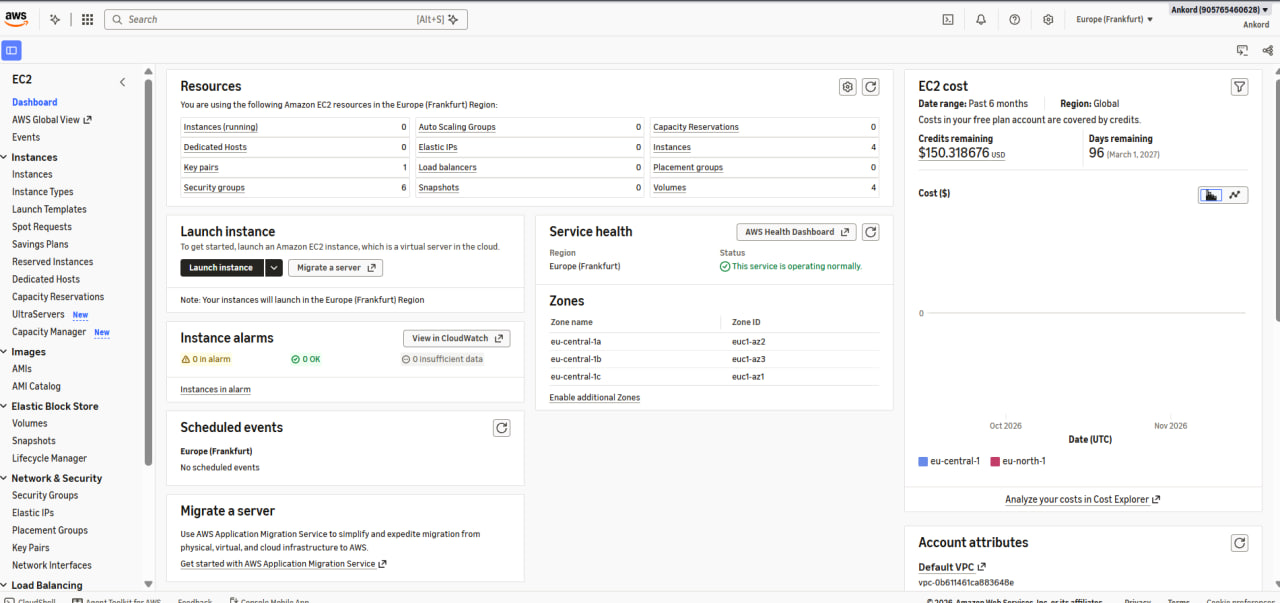 aws
Search
[Alt+S]
Europe (Frankfurt)
Ankord (905765460628)
Ankord
EC2
Dashboard
AWS Global View
Events
Instances
Instances
Instance Types
Launch Templates
Spot Requests
Savings Plans
Reserved Instances
Dedicated Hosts
Capacity Reservations
UltraServers New
Capacity Manager New
Images
AMIs
AMI Catalog
Elastic Block Store
Volumes
Snapshots
Lifecycle Manager
Network & Security
Security Groups
Elastic IPs
Placement Groups
Key Pairs
Network Interfaces
Load Balancing
Resources
You are using the following Amazon EC2 resources in the Europe (Frankfurt) Region:
Instances (running) 0 Auto Scaling Groups 0 Capacity Reservations 0
Dedicated Hosts 0 Elastic IPs 0 Instances 4
Key pairs 1 Load balancers 0 Placement groups 0
Security groups 6 Snapshots 0 Volumes 4
Launch instance
To get started, launch an Amazon EC2 instance, which is a virtual server in the cloud.
Launch instance Migrate a server
Note: Your instances will launch in the Europe (Frankfurt) Region
Instance alarms View in CloudWatch
0 in alarm 0 OK 0 insufficient data
Instances in alarm
Scheduled events
Europe (Frankfurt)
No scheduled events
Migrate a server
Use AWS Application Migration Service to simplify and expedite migration from
physical, virtual, and cloud infrastructure to AWS.
Get started with AWS Application Migration Service
Service health AWS Health Dashboard
Region Status
Europe (Frankfurt) This service is operating normally.
Zones
Zone name Zone ID
eu-central-1a euc1-az2
eu-central-1b euc1-az3
eu-central-1c euc1-az1
Enable additional Zones
EC2 cost
Date range: Past 6 months Region: Global
Costs in your free plan account are covered by credits.
Credits remaining Days remaining
$150.318676 USD 96 (March 1, 2027)
Cost ($)
0
Oct 2026 Nov 2026
Date (UTC)
eu-central-1 eu-north-1
Analyze your costs in Cost Explorer
Account attributes
Default VPC
vpc-0b611461ca883648e
CloudShell Agent Toolkit for AWS Feedback Console Mobile App © 2026, Amazon Web Services, Inc. or its affiliates. Privacy Terms Cookie preferences